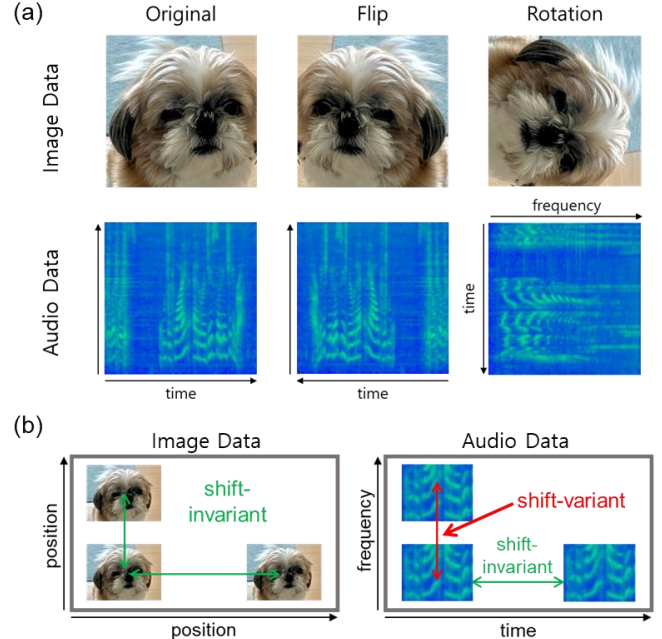 (a)
Original
Flip
Rotation
Image Data
frequency
Audio Data
time
time
time
(b)
Image Data
Audio Data
position
shift-
invariant
position
frequency
shift-variant
shift-
invariant
time